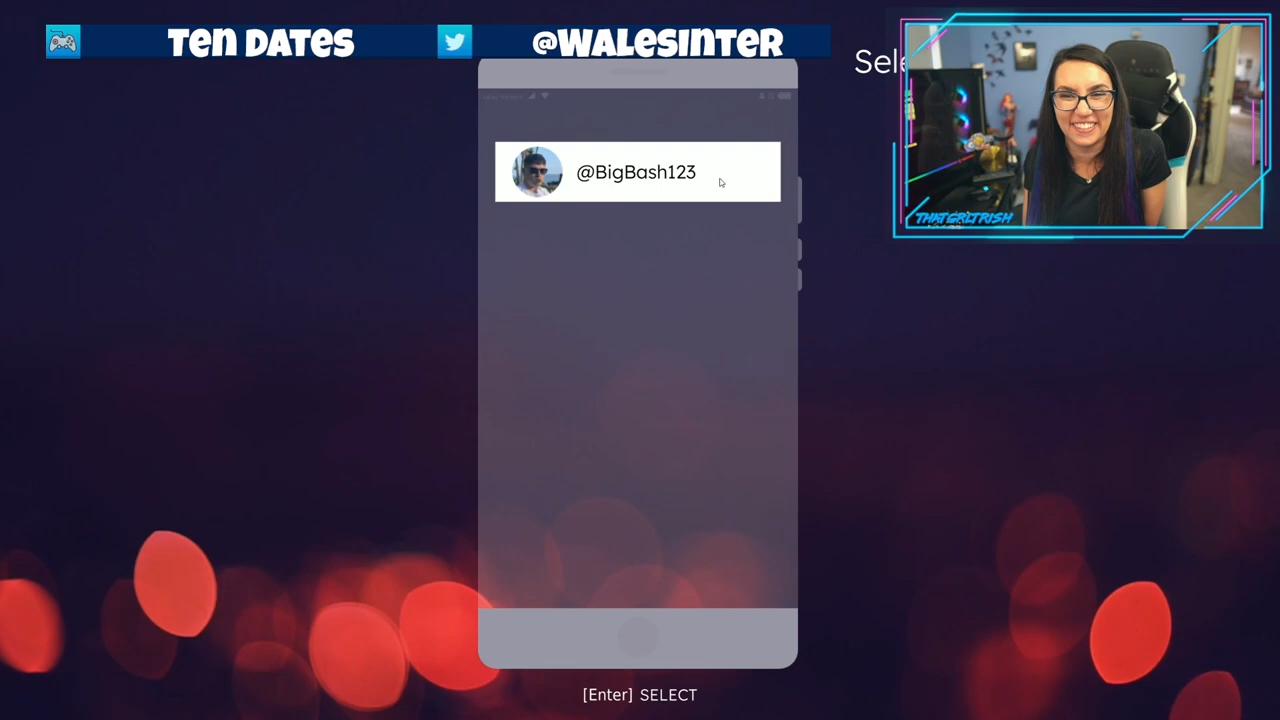 TEN DATES
@WALESINTER
Sele
@BigBash123
THATGRLTRISH
[Enter] SELECT